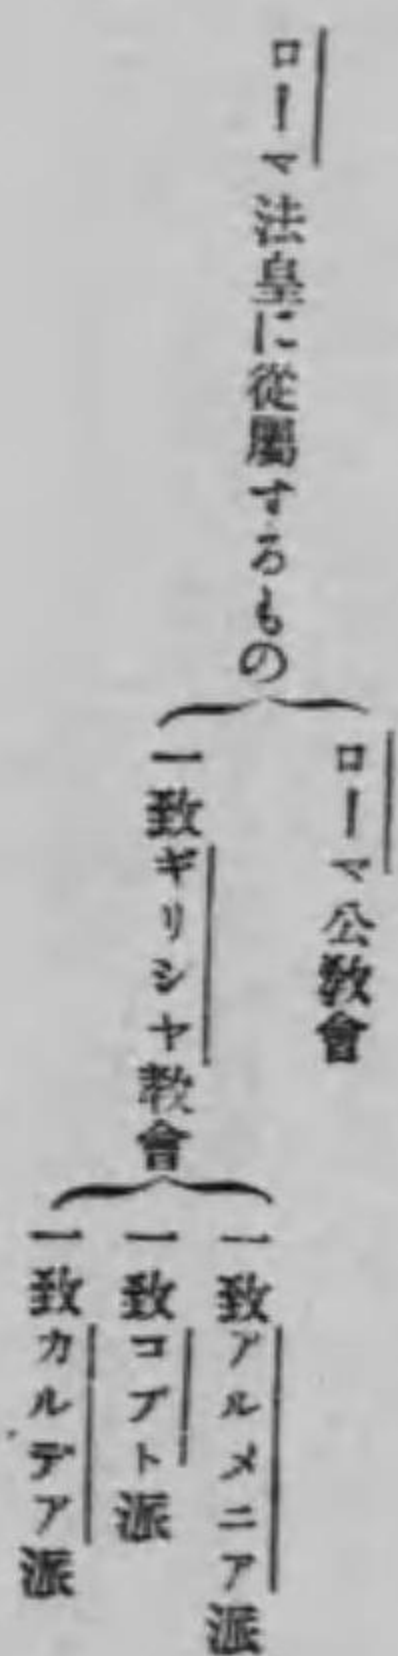 ローマ法皇に從屬するもの
ローマ公敎會
一致ギリシヤ敎會
一致アルメニア派
一致コプト派
一致カルデア派